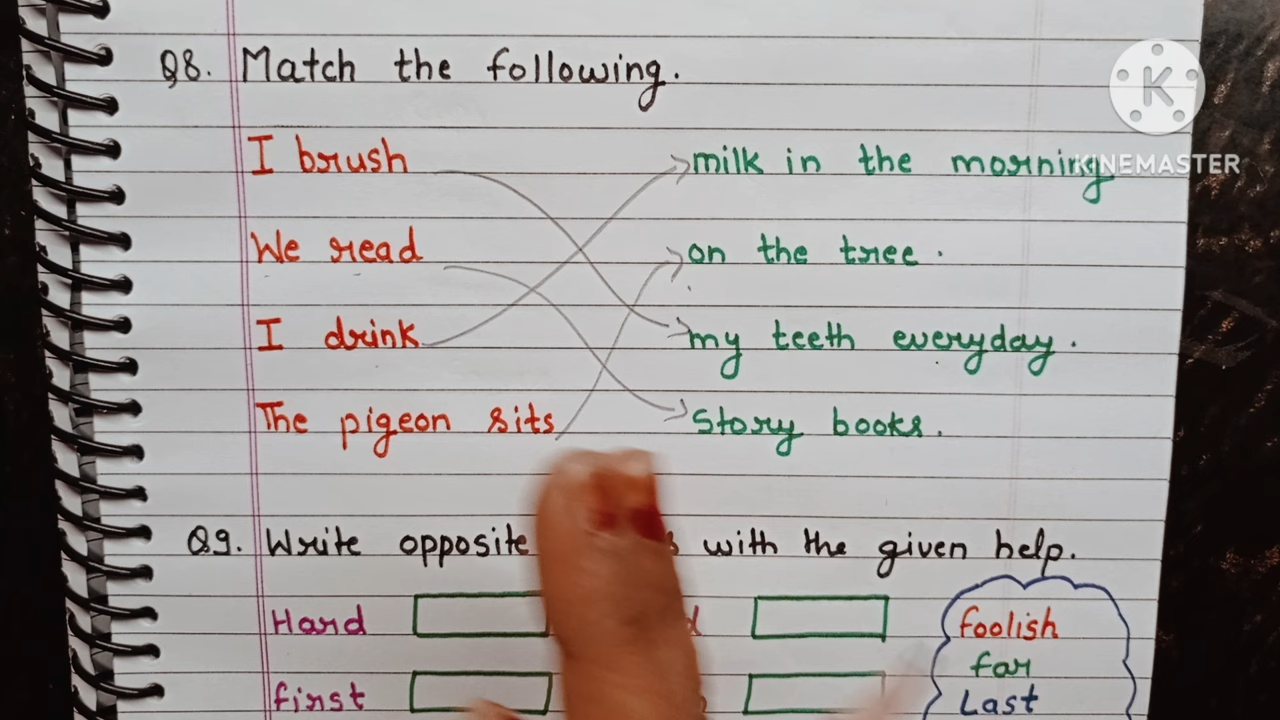 Q8. Match the following.
I brush milk in the morning
We read on the tree.
I drink my teeth everyday.
The pigeon sits Story books.
Q9. Write opposite with the given help.
Hard foolish
far
first Last
K
KINEMASTER